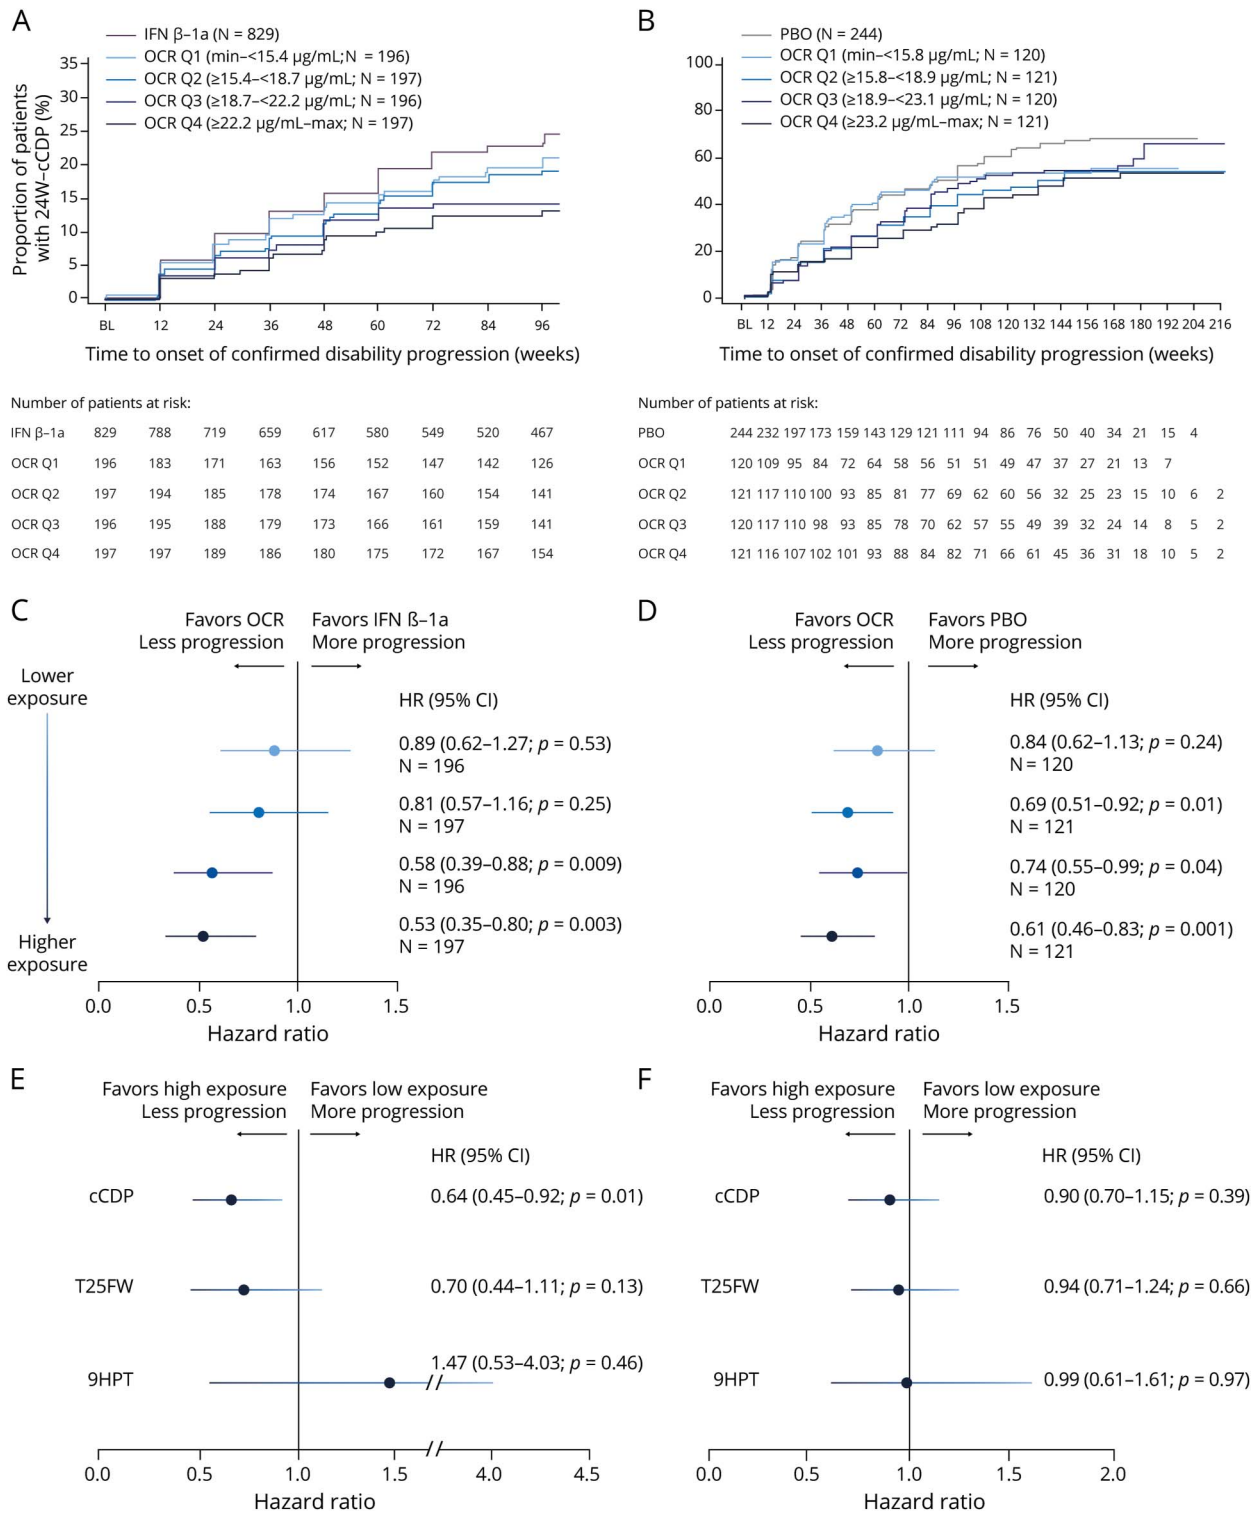 A
IFN β–1a (N = 829)
OCR Q1 (min–<15.4 µg/mL;N = 196)
OCR Q2 (≥15.4–<18.7 µg/mL; N = 197)
OCR Q3 (≥18.7–<22.2 µg/mL; N = 196)
OCR Q4 (≥22.2 µg/mL–max; N = 197)
Proportion of patients
with 24W–cCDP (%)
35
30
25
20
15
10
5
0
BL 12 24 36 48 60 72 84 96
Time to onset of confirmed disability progression (weeks)
Number of patients at risk:
IFN β–1a 829 788 719 659 617 580 549 520 467
OCR Q1 196 183 171 163 156 152 147 142 126
OCR Q2 197 194 185 178 174 167 160 154 141
OCR Q3 196 195 188 179 173 166 161 159 141
OCR Q4 197 197 189 186 180 175 172 167 154
B
PBO (N = 244)
OCR Q1 (min–<15.8 µg/mL; N = 120)
OCR Q2 (≥15.8–<18.9 µg/mL; N = 121)
OCR Q3 (≥18.9–<23.1 µg/mL; N = 120)
OCR Q4 (≥23.2 µg/mL–max; N = 121)
100
80
60
40
20
0
BL 12 24 36 48 60 72 84 96 108 120 132 144 156 168 180 192 204 216
Time to onset of confirmed disability progression (weeks)
Number of patients at risk:
PBO 244 232 197 173 159 143 129 121 111 94 86 76 50 40 34 21 15 4
OCR Q1 120 109 95 84 72 64 58 56 51 51 49 47 37 27 21 13 7
OCR Q2 121 117 110 100 93 85 81 77 69 62 60 56 32 25 23 15 10 6 2
OCR Q3 120 117 110 98 93 85 78 70 62 57 55 49 39 32 24 14 8 5 2
OCR Q4 121 116 107 102 101 93 88 84 82 71 66 61 45 36 31 18 10 5 2
C
Favors OCR
Less progression
Favors IFN ß–1a
More progression
Lower
exposure
Higher
exposure
HR (95% CI)
0.89 (0.62–1.27; p = 0.53)
N = 196
0.81 (0.57–1.16; p = 0.25)
N = 197
0.58 (0.39–0.88; p = 0.009)
N = 196
0.53 (0.35–0.80; p = 0.003)
N = 197
0.0 0.5 1.0 1.5
Hazard ratio
D
Favors OCR
Less progression
Favors PBO
More progression
HR (95% CI)
0.84 (0.62–1.13; p = 0.24)
N = 120
0.69 (0.51–0.92; p = 0.01)
N = 121
0.74 (0.55–0.99; p = 0.04)
N = 120
0.61 (0.46–0.83; p = 0.001)
N = 121
0.0 0.5 1.0 1.5
Hazard ratio
E
Favors high exposure
Less progression
Favors low exposure
More progression
HR (95% CI)
cCDP 0.64 (0.45–0.92; p = 0.01)
T25FW 0.70 (0.44–1.11; p = 0.13)
9HPT 1.47 (0.53–4.03; p = 0.46)
0.0 0.5 1.0 1.5 4.0 4.5
Hazard ratio
F
Favors high exposure
Less progression
Favors low exposure
More progression
HR (95% CI)
cCDP 0.90 (0.70–1.15; p = 0.39)
T25FW 0.94 (0.71–1.24; p = 0.66)
9HPT 0.99 (0.61–1.61; p = 0.97)
0.0 0.5 1.0 1.5 2.0
Hazard ratio